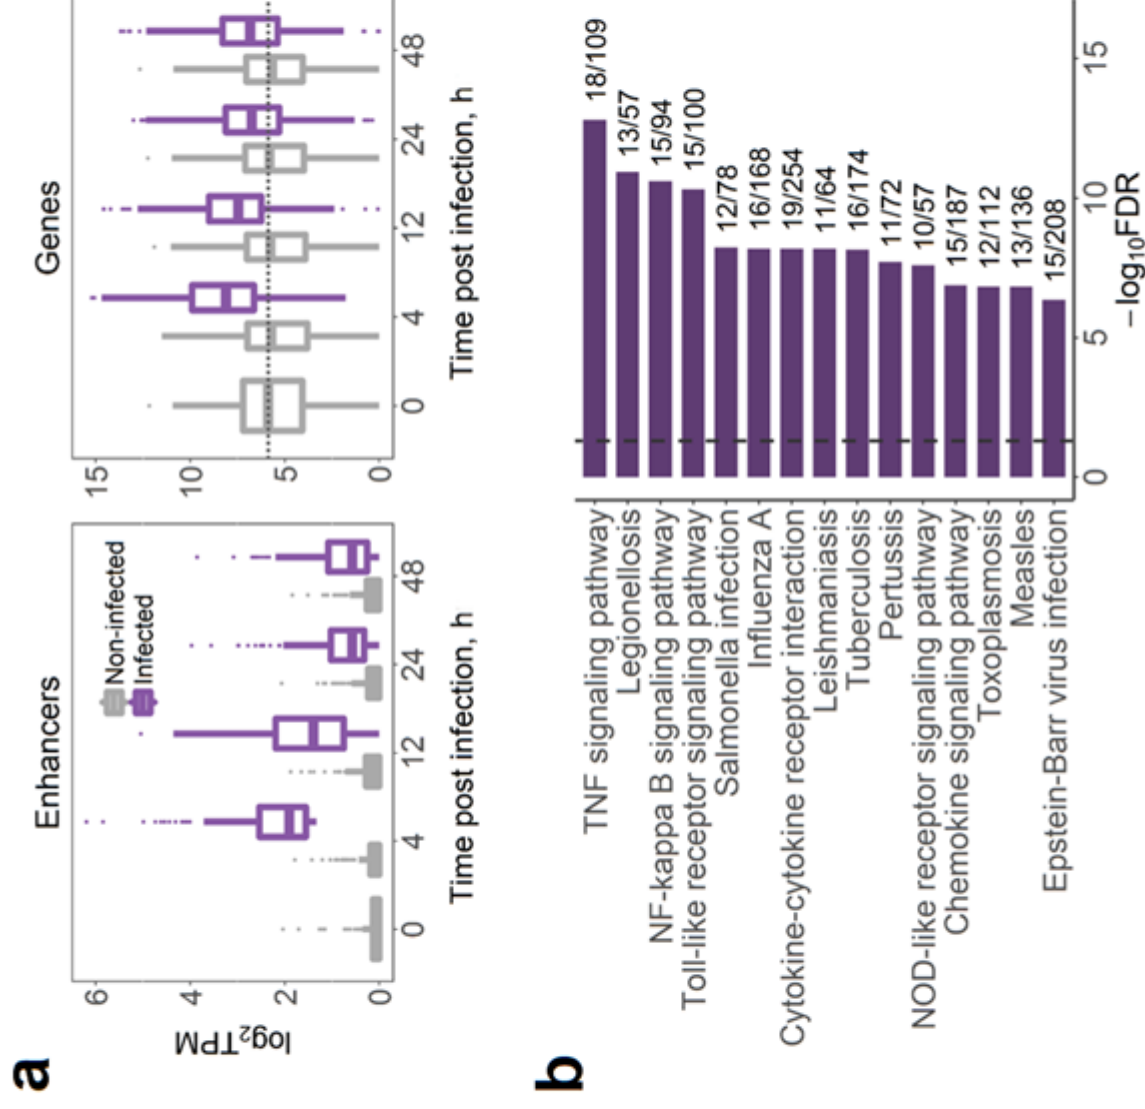 a
Enhancers
log2TPM
0
2
4
6
Non-infected
Infected
0
4
12
24
48
Time post infection, h
Genes
0
5
10
15
0
4
12
24
48
Time post infection, h
b
TNF signaling pathway 18/109
Legionellosis 13/57
NF-kappa B signaling pathway 15/94
Toll-like receptor signaling pathway 15/100
Salmonella infection 12/78
Influenza A 16/168
Cytokine-cytokine receptor interaction 19/254
Leishmaniasis 11/64
Tuberculosis 16/174
Pertussis 11/72
NOD-like receptor signaling pathway 10/57
Chemokine signaling pathway 15/187
Toxoplasmosis 12/112
Measles 13/136
Epstein-Barr virus infection 15/208
0
5
10
15
−log10FDR